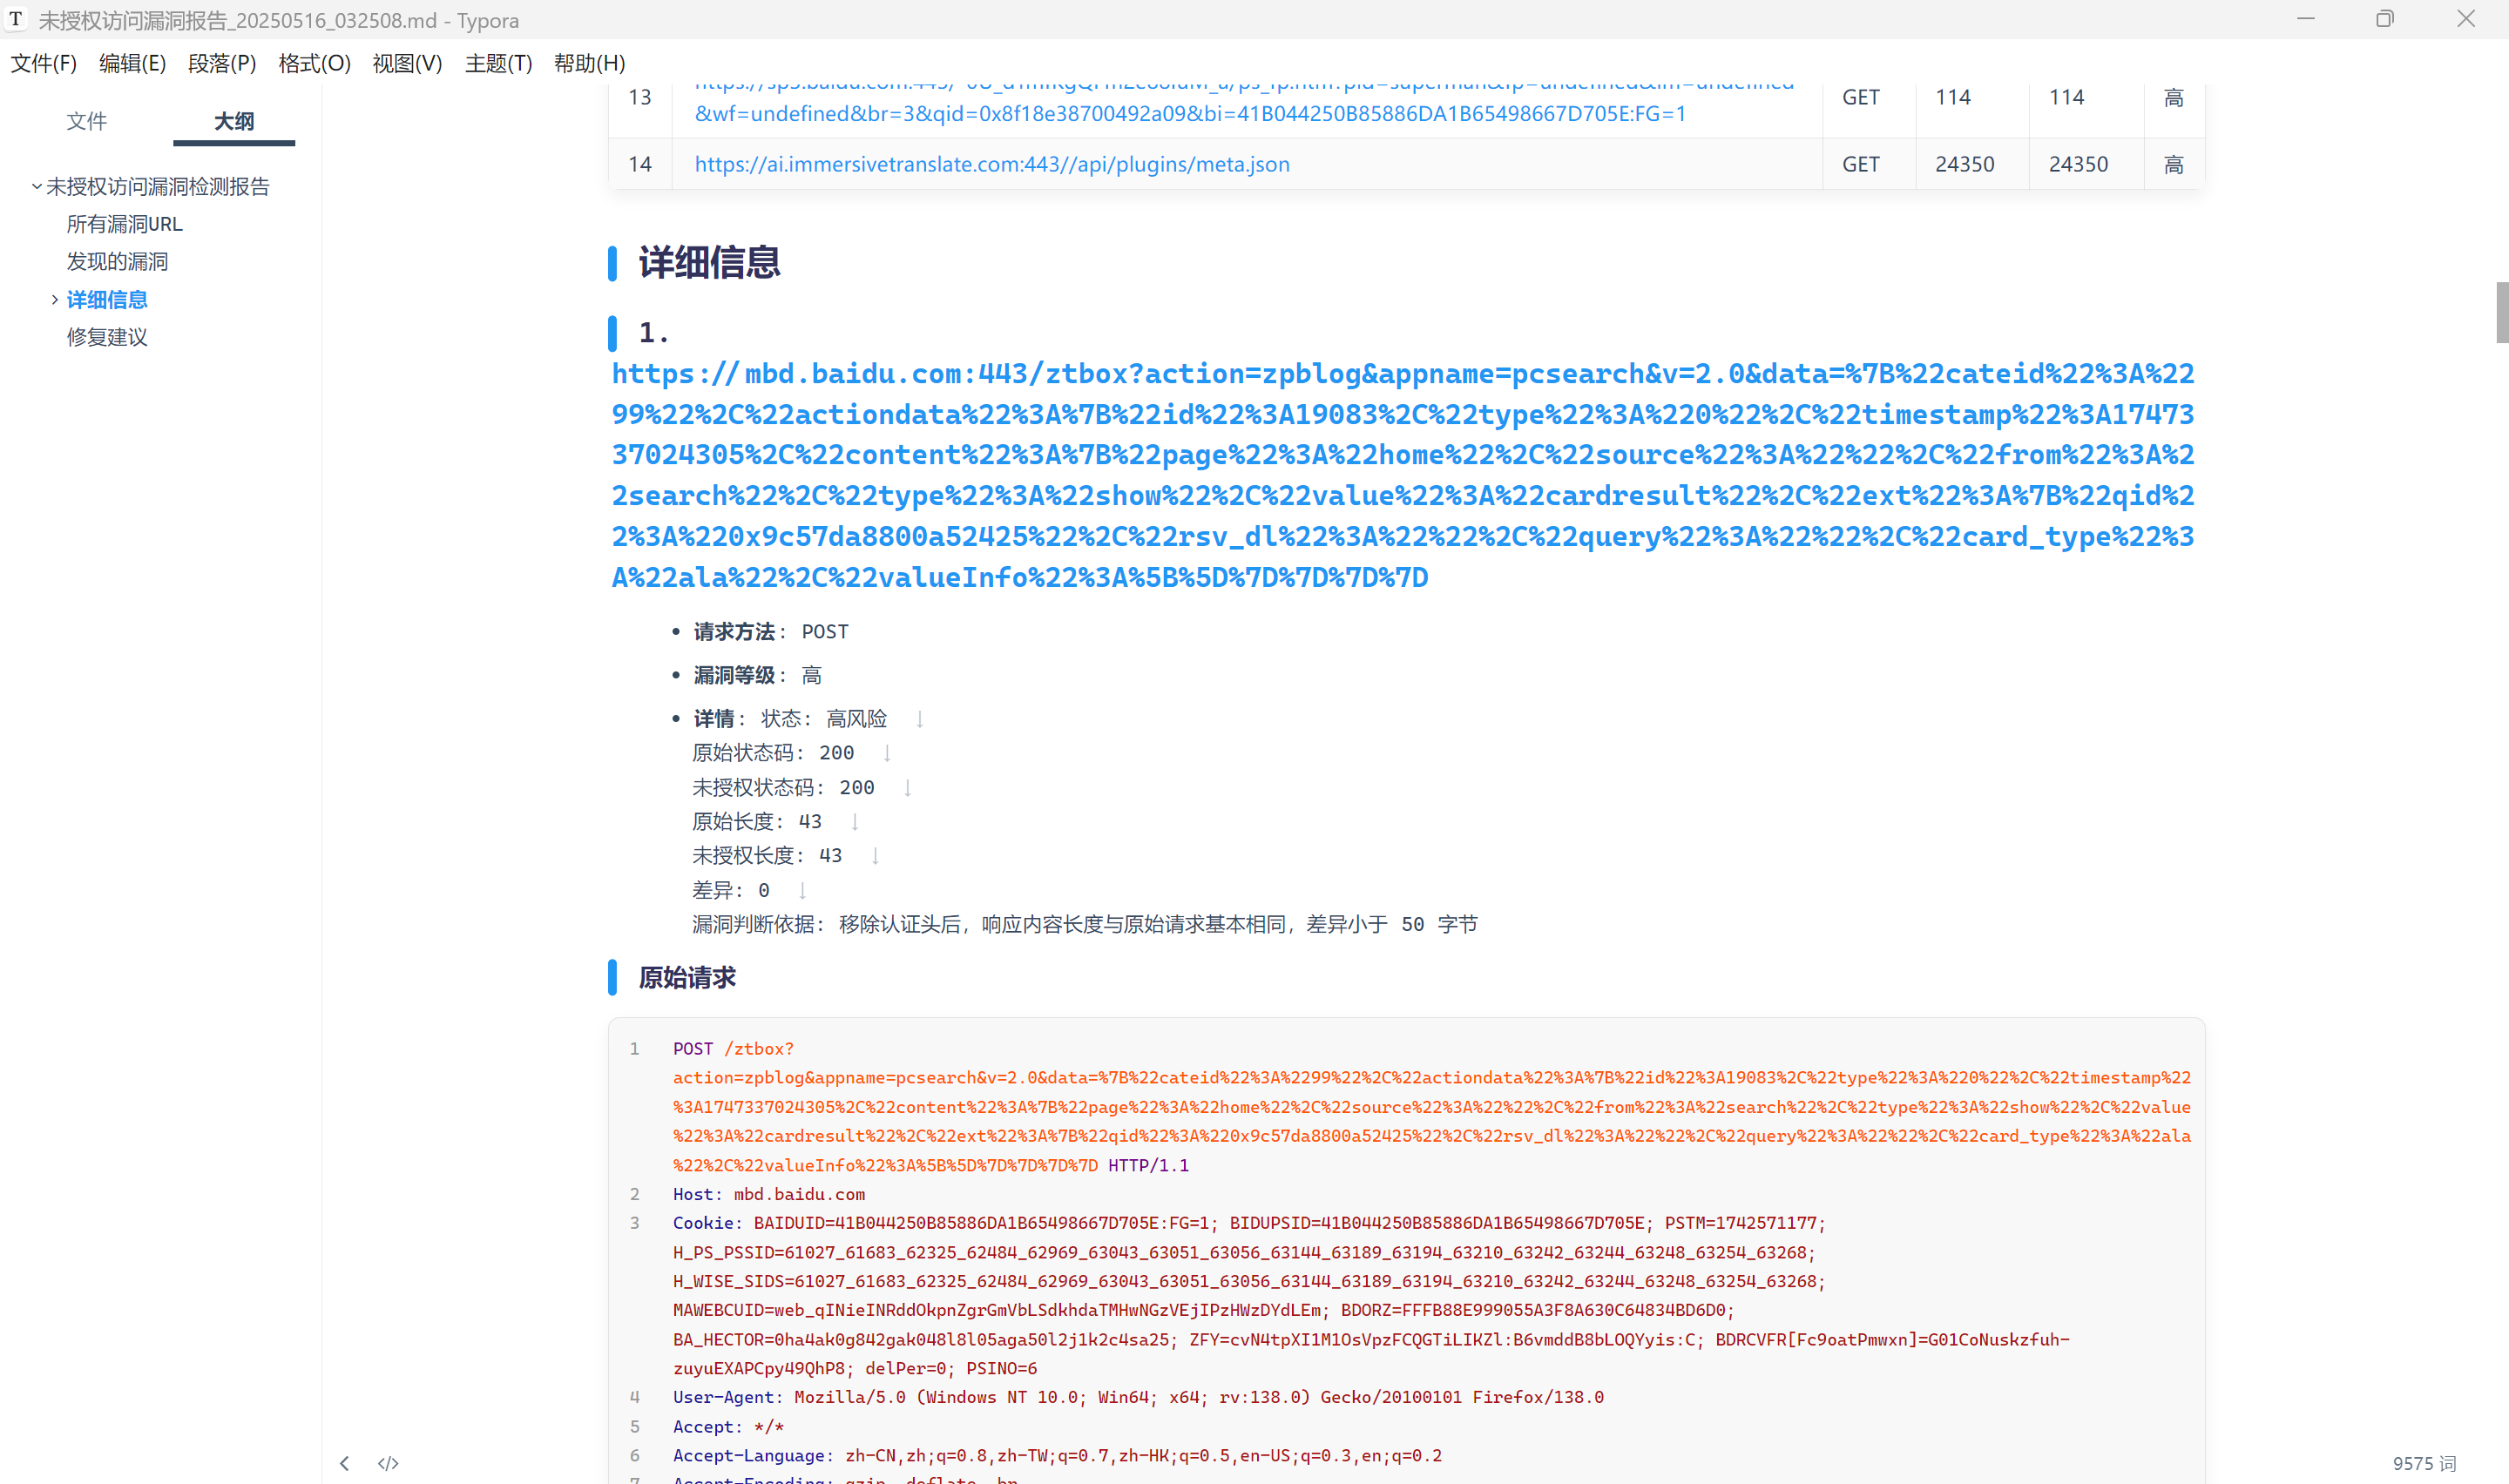 T 未授权访问漏洞报告_20250516_032508.md - Typora
文件(F) 编辑(E) 段落(P) 格式(O) 视图(V) 主题(T) 帮助(H)
文件 大纲
未授权访问漏洞检测报告
所有漏洞URL
发现的漏洞
详细信息
修复建议
13
&wf=undefined&br=3&qid=0x8f18e38700492a09&bi=41B044250B85886DA1B65498667D705E:FG=1
GET 114 114 高
14 https://ai.immersivetranslate.com:443//api/plugins/meta.json GET 24350 24350 高
详细信息
1.
https://mbd.baidu.com:443/ztbox?action=zpblog&appname=pcsearch&v=2.0&data=%7B%22cateid%22%3A%22
99%22%2C%22actiondata%22%3A%7B%22id%22%3A19083%2C%22type%22%3A%220%22%2C%22timestamp%22%3A17473
37024305%2C%22content%22%3A%7B%22page%22%3A%22home%22%2C%22source%22%3A%22%22%2C%22from%22%3A%2
2search%22%2C%22type%22%3A%22show%22%2C%22value%22%3A%22cardresult%22%2C%22ext%22%3A%7B%22qid%2
2%3A%220x9c57da8800a52425%22%2C%22rsv_dl%22%3A%22%22%2C%22query%22%3A%22%22%2C%22card_type%22%3
A%22ala%22%2C%22valueInfo%22%3A%5B%5D%7D%7D%7D%7D
• 请求方法: POST
• 漏洞等级: 高
• 详情: 状态: 高风险 ↓
原始状态码: 200 ↓
未授权状态码: 200 ↓
原始长度: 43 ↓
未授权长度: 43 ↓
差异: 0 ↓
漏洞判断依据: 移除认证头后，响应内容长度与原始请求基本相同，差异小于 50 字节
原始请求
1 POST /ztbox?
action=zpblog&appname=pcsearch&v=2.0&data=%7B%22cateid%22%3A%2299%22%2C%22actiondata%22%3A%7B%22id%22%3A19083%2C%22type%22%3A%220%22%2C%22timestamp%22
%3A1747337024305%2C%22content%22%3A%7B%22page%22%3A%22home%22%2C%22source%22%3A%22%22%2C%22from%22%3A%22search%22%2C%22type%22%3A%22show%22%2C%22value
%22%3A%22cardresult%22%2C%22ext%22%3A%7B%22qid%22%3A%220x9c57da8800a52425%22%2C%22rsv_dl%22%3A%22%22%2C%22query%22%3A%22%22%2C%22card_type%22%3A%22ala
%22%2C%22valueInfo%22%3A%5B%5D%7D%7D%7D%7D HTTP/1.1
2 Host: mbd.baidu.com
3 Cookie: BAIDUID=41B044250B85886DA1B65498667D705E:FG=1; BIDUPSID=41B044250B85886DA1B65498667D705E; PSTM=1742571177;
H_PS_PSSID=61027_61683_62325_62484_62969_63043_63051_63056_63144_63189_63194_63210_63242_63244_63248_63254_63268;
H_WISE_SIDS=61027_61683_62325_62484_62969_63043_63051_63056_63144_63189_63194_63210_63242_63244_63248_63254_63268;
MAWEBCUID=web_qINieINRddOkpnZgrGmVbLSdkhdaTMHwNGzVEjIPzHWzDYdLEm; BDORZ=FFFB88E999055A3F8A630C64834BD6D0;
BA_HECTOR=0ha4ak0g842gak048l8l05aga50l2j1k2c4sa25; ZFY=cvN4tpXI1M1OsVpzFCQGTiLIKZl:B6vmddB8bLOQYyis:C; BDRCVFR[Fc9oatPmwxn]=G01CoNuskzfuh-
zuyuEXAPCpy49QhP8; delPer=0; PSINO=6
4 User-Agent: Mozilla/5.0 (Windows NT 10.0; Win64; x64; rv:138.0) Gecko/20100101 Firefox/138.0
5 Accept: */*
6 Accept-Language: zh-CN,zh;q=0.8,zh-TW;q=0.7,zh-HK;q=0.5,en-US;q=0.3,en;q=0.2
7 Accept-Encoding: gzip, deflate, br
</> 9575 词